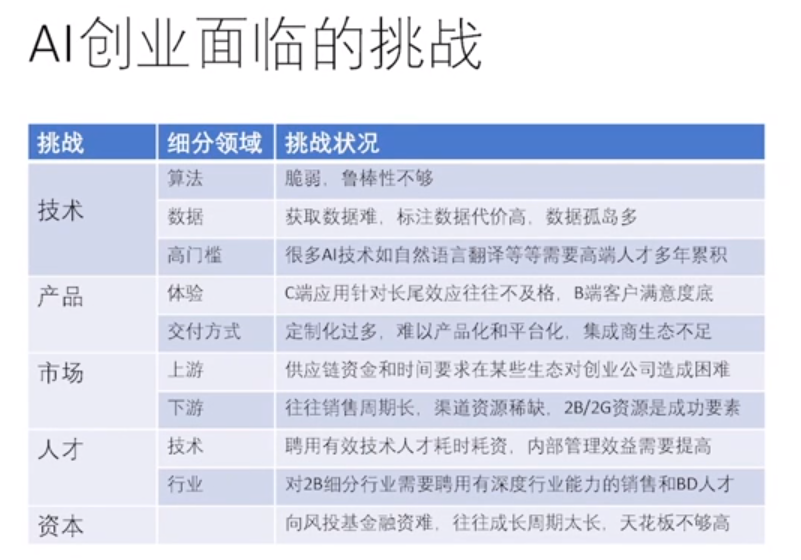 AI创业面临的挑战
挑战 细分领域 挑战状况
技术 算法 脆弱，鲁棒性不够
数据 获取数据难，标注数据代价高，数据孤岛多
高门槛 很多AI技术如自然语言翻译等等需要高端人才多年累积
产品 体验 C端应用针对长尾效应往往不及格，B端客户满意度底
交付方式 定制化过多，难以产品化和平台化，集成商生态不足
市场 上游 供应链资金和时间要求在某些生态对创业公司造成困难
下游 往往销售周期长，渠道资源稀缺，2B/2G资源是成功要素
人才 技术 聘用有效技术人才耗时耗资，内部管理效益需要提高
行业 对2B细分行业需要聘用有深度行业能力的销售和BD人才
资本 向风投基金融资难，往往成长周期太长，天花板不够高